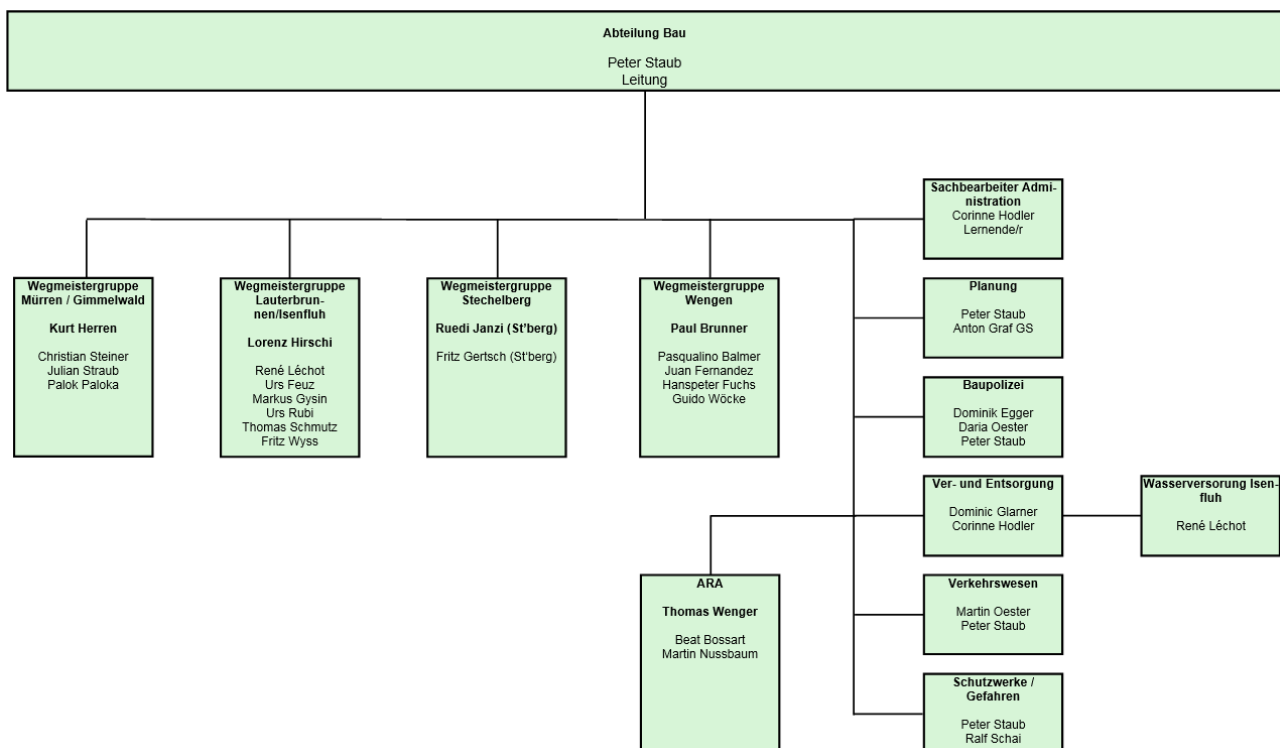 Abteilung Bau
Peter Staub
Leitung
Sachbearbeiter Admi-
nistration
Corinne Hodler
Lernende/r
Wegmeistergruppe
Mürren / Gimmelwald
Kurt Herren
Christian Steiner
Julian Straub
Palok Paloka
Wegmeistergruppe
Lauterbrun-
nen/Isenfluh
Lorenz Hirschi
René Léchot
Urs Feuz
Markus Gysin
Urs Rubi
Thomas Schmutz
Fritz Wyss
Wegmeistergruppe
Stechelberg
Ruedi Janzi (St'berg)
Fritz Gertsch (St'berg)
Wegmeistergruppe
Wengen
Paul Brunner
Pasqualino Balmer
Juan Fernandez
Hanspeter Fuchs
Guido Wöcke
Planung
Peter Staub
Anton Graf GS
Baupolizei
Dominik Egger
Daria Oester
Peter Staub
Ver- und Entsorgung
Dominic Glarner
Corinne Hodler
Wasserversorung Isen-
fluh
René Léchot
ARA
Thomas Wenger
Beat Bossart
Martin Nussbaum
Verkehrswesen
Martin Oester
Peter Staub
Schutzwerke /
Gefahren
Peter Staub
Ralf Schai